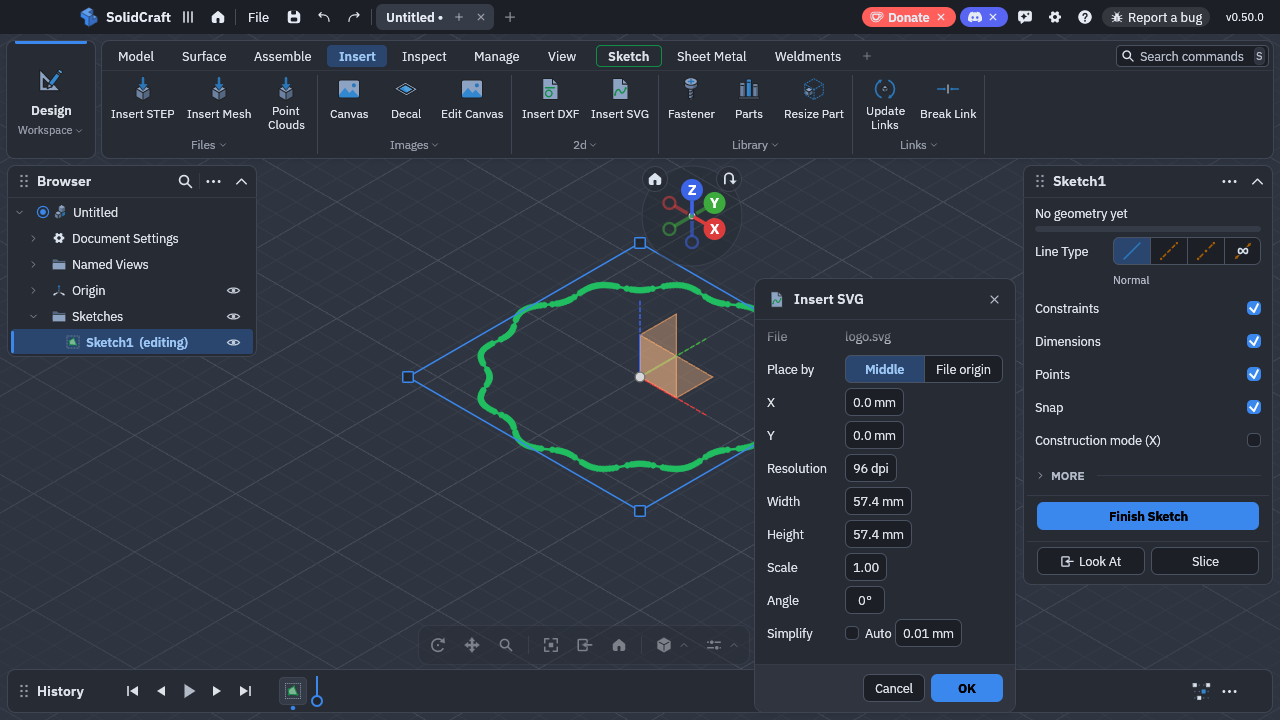 SolidCraft
File
Untitled •
Donate
Report a bug
v0.50.0
Design
Workspace
Model
Surface
Assemble
Insert
Inspect
Manage
View
Sketch
Sheet Metal
Weldments
Search commands
S
Insert STEP
Insert Mesh
Point Clouds
Files
Canvas
Decal
Edit Canvas
Images
Insert DXF
Insert SVG
2d
Fastener
Parts
Resize Part
Library
Update Links
Break Link
Links
Browser
Untitled
Document Settings
Named Views
Origin
Sketches
Sketch1 (editing)
Z
Y
X
Insert SVG
File
logo.svg
Place by
Middle
File origin
X
0.0 mm
Y
0.0 mm
Resolution
96 dpi
Width
57.4 mm
Height
57.4 mm
Scale
1.00
Angle
0°
Simplify
Auto
0.01 mm
Cancel
OK
Sketch1
No geometry yet
Line Type
Normal
Constraints
Dimensions
Points
Snap
Construction mode (X)
MORE
Finish Sketch
Look At
Slice
History